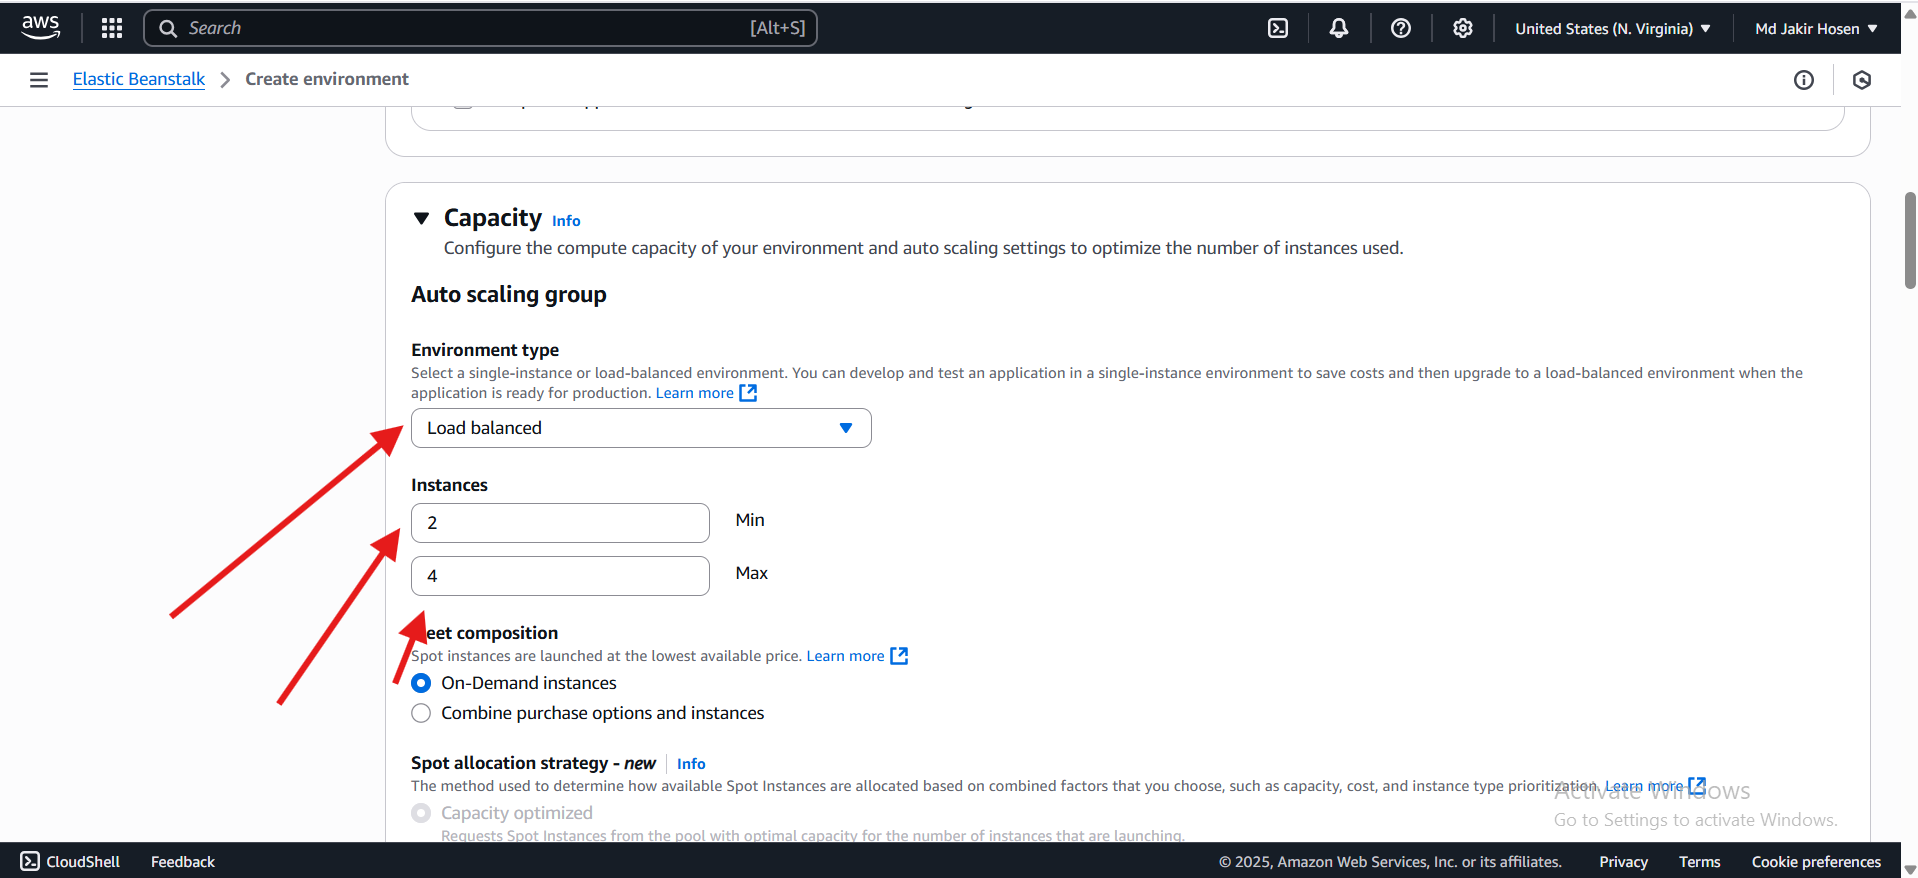 aws
Search [Alt+S]
United States (N. Virginia)
Md Jakir Hosen
Elastic Beanstalk
Create environment
Capacity Info
Configure the compute capacity of your environment and auto scaling settings to optimize the number of instances used.
Auto scaling group
Environment type
Select a single-instance or load-balanced environment. You can develop and test an application in a single-instance environment to save costs and then upgrade to a load-balanced environment when the
application is ready for production. Learn more
Load balanced
Instances
2 Min
4 Max
eet composition
Spot instances are launched at the lowest available price. Learn more
On-Demand instances
Combine purchase options and instances
Spot allocation strategy - new Info
The method used to determine how available Spot Instances are allocated based on combined factors that you choose, such as capacity, cost, and instance type prioritization. Learn more
Activate Windows
Capacity optimized
Go to Settings to activate Windows.
Requests Spot Instances from the pool with optimal capacity for the number of instances that are launching.
CloudShell
Feedback
© 2025, Amazon Web Services, Inc. or its affiliates.
Privacy
Terms
Cookie preferences